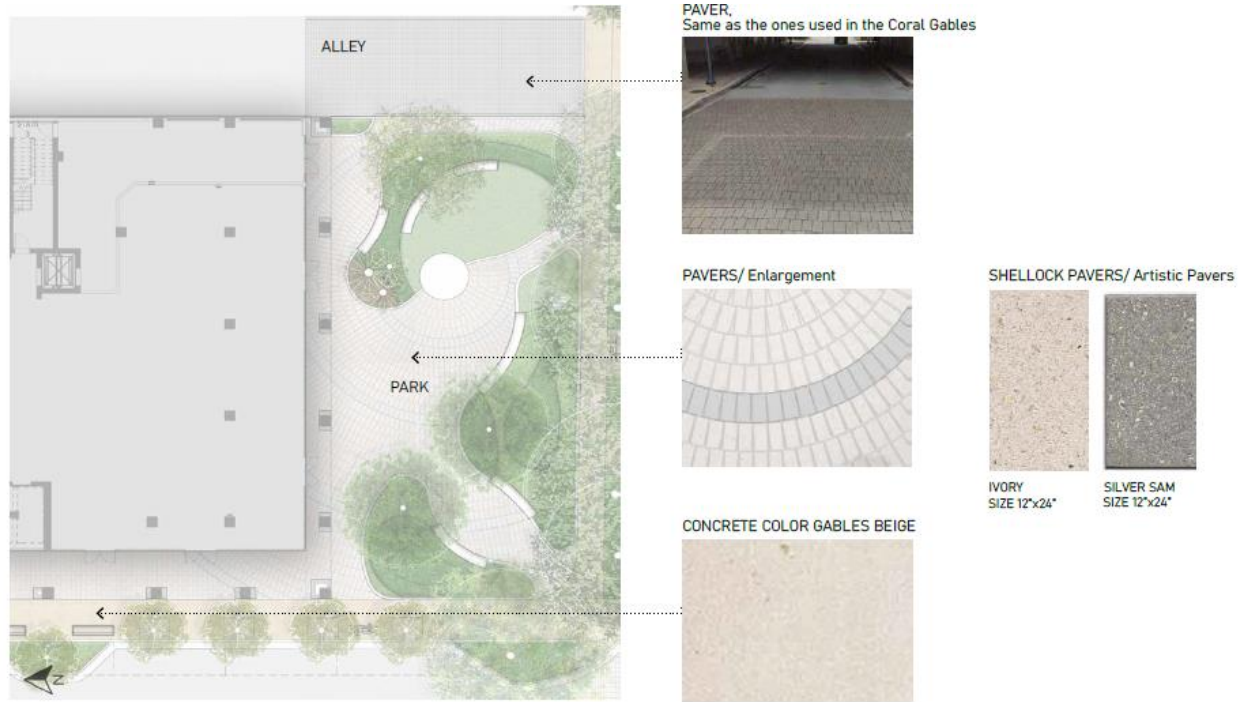 PAVER,
Same as the ones used in the Coral Gables
ALLEY
PAVERS/ Enlargement
SHELLOCK PAVERS/ Artistic Pavers
PARK
IVORY
SIZE 12"x24"
SILVER SAM
SIZE 12"x24"
CONCRETE COLOR GABLES BEIGE
N